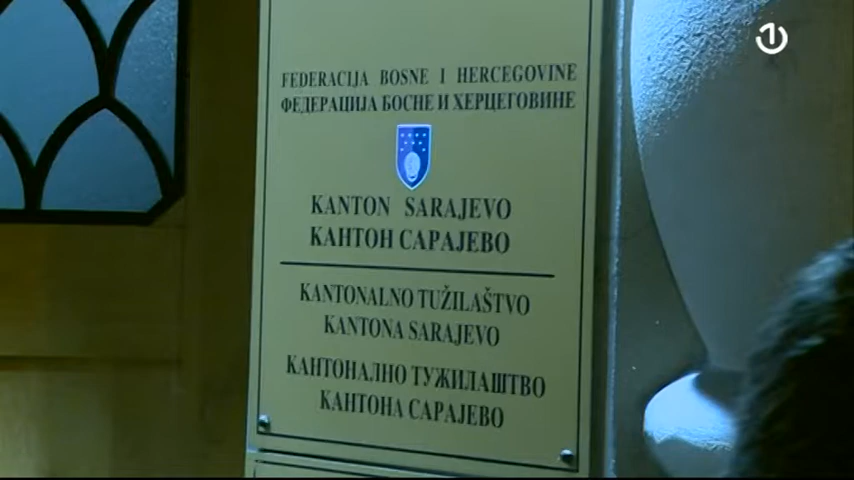 FEDERACIJA BOSNE I HERCEGOVINE
ФЕДЕРАЦИЈА БОСНЕ И ХЕРЦЕГОВИНЕ
KANTON SARAJEVO
КАНТОН САРАЈЕВО
KANTONALNO TUŽILAŠTVO
KANTONA SARAJEVO
КАНТОНАЛНО ТУЖИЛАШТВО
КАНТОНА САРАЈЕВО